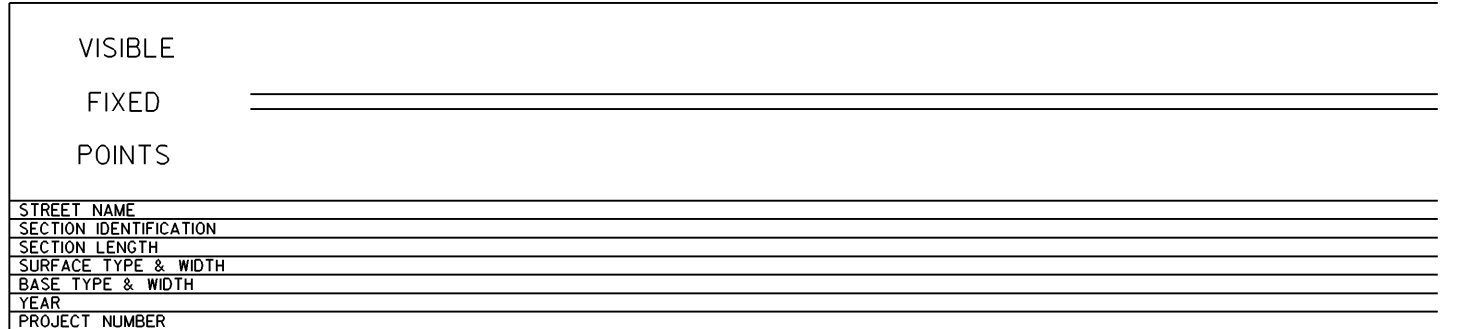 VISIBLE
FIXED
POINTS
STREET NAME
SECTION IDENTIFICATION
SECTION LENGTH
SURFACE TYPE & WIDTH
BASE TYPE & WIDTH
YEAR
PROJECT NUMBER